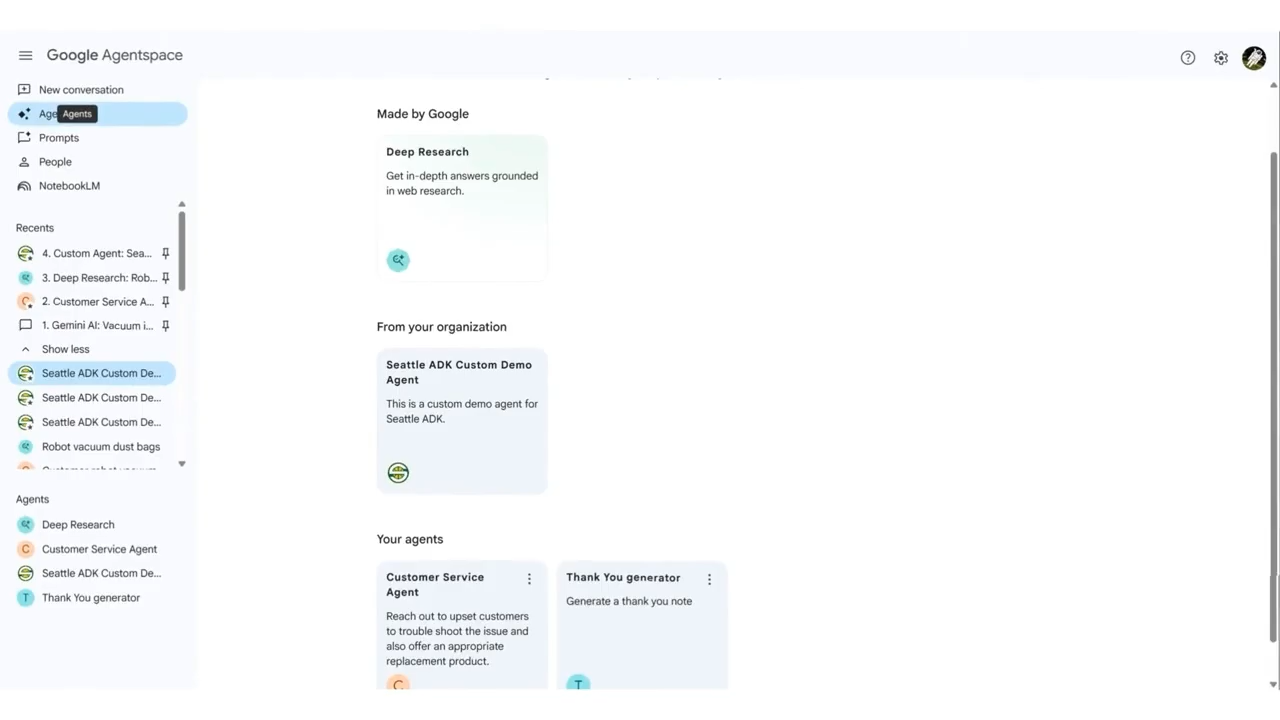 Google Agentspace
New conversation
Age
Agents
Prompts
People
NotebookLM
Recents
4. Custom Agent: Sea...
3. Deep Research: Rob...
2. Customer Service A...
1. Gemini AI: Vacuum i...
Show less
Seattle ADK Custom De...
Seattle ADK Custom De...
Seattle ADK Custom De...
Robot vacuum dust bags
Agents
Deep Research
C Customer Service Agent
Seattle ADK Custom De...
T Thank You generator
Made by Google
Deep Research
Get in-depth answers grounded
in web research.
From your organization
Seattle ADK Custom Demo
Agent
This is a custom demo agent for
Seattle ADK.
Your agents
Customer Service
Agent
Reach out to upset customers
to trouble shoot the issue and
also offer an appropriate
replacement product.
C
Thank You generator
Generate a thank you note
T